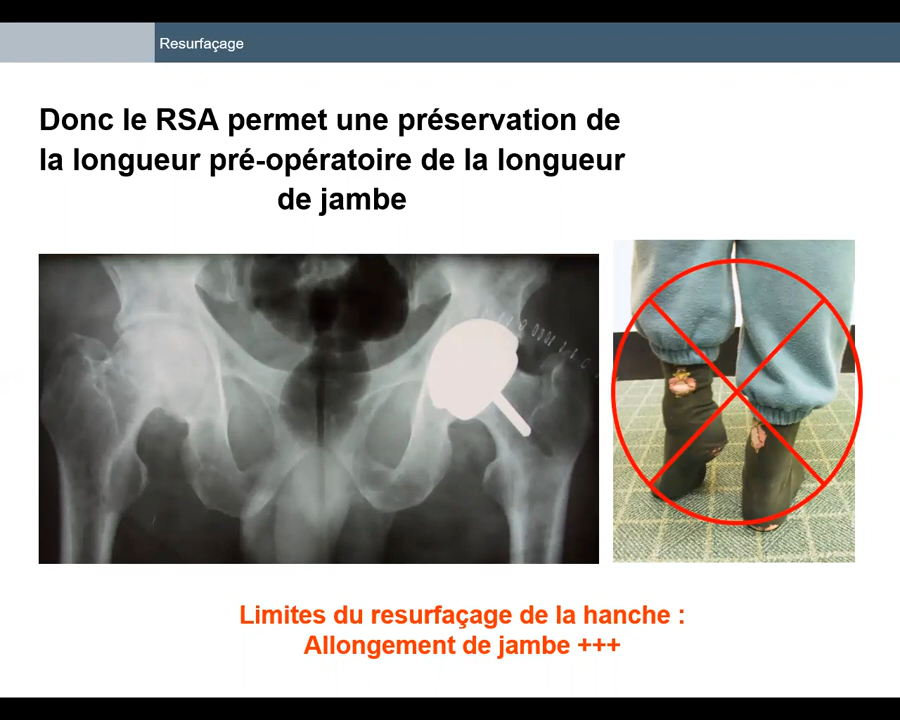 Resurfaçage
Donc le RSA permet une préservation de
la longueur pré-opératoire de la longueur
de jambe
Limites du resurfaçage de la hanche :
Allongement de jambe +++